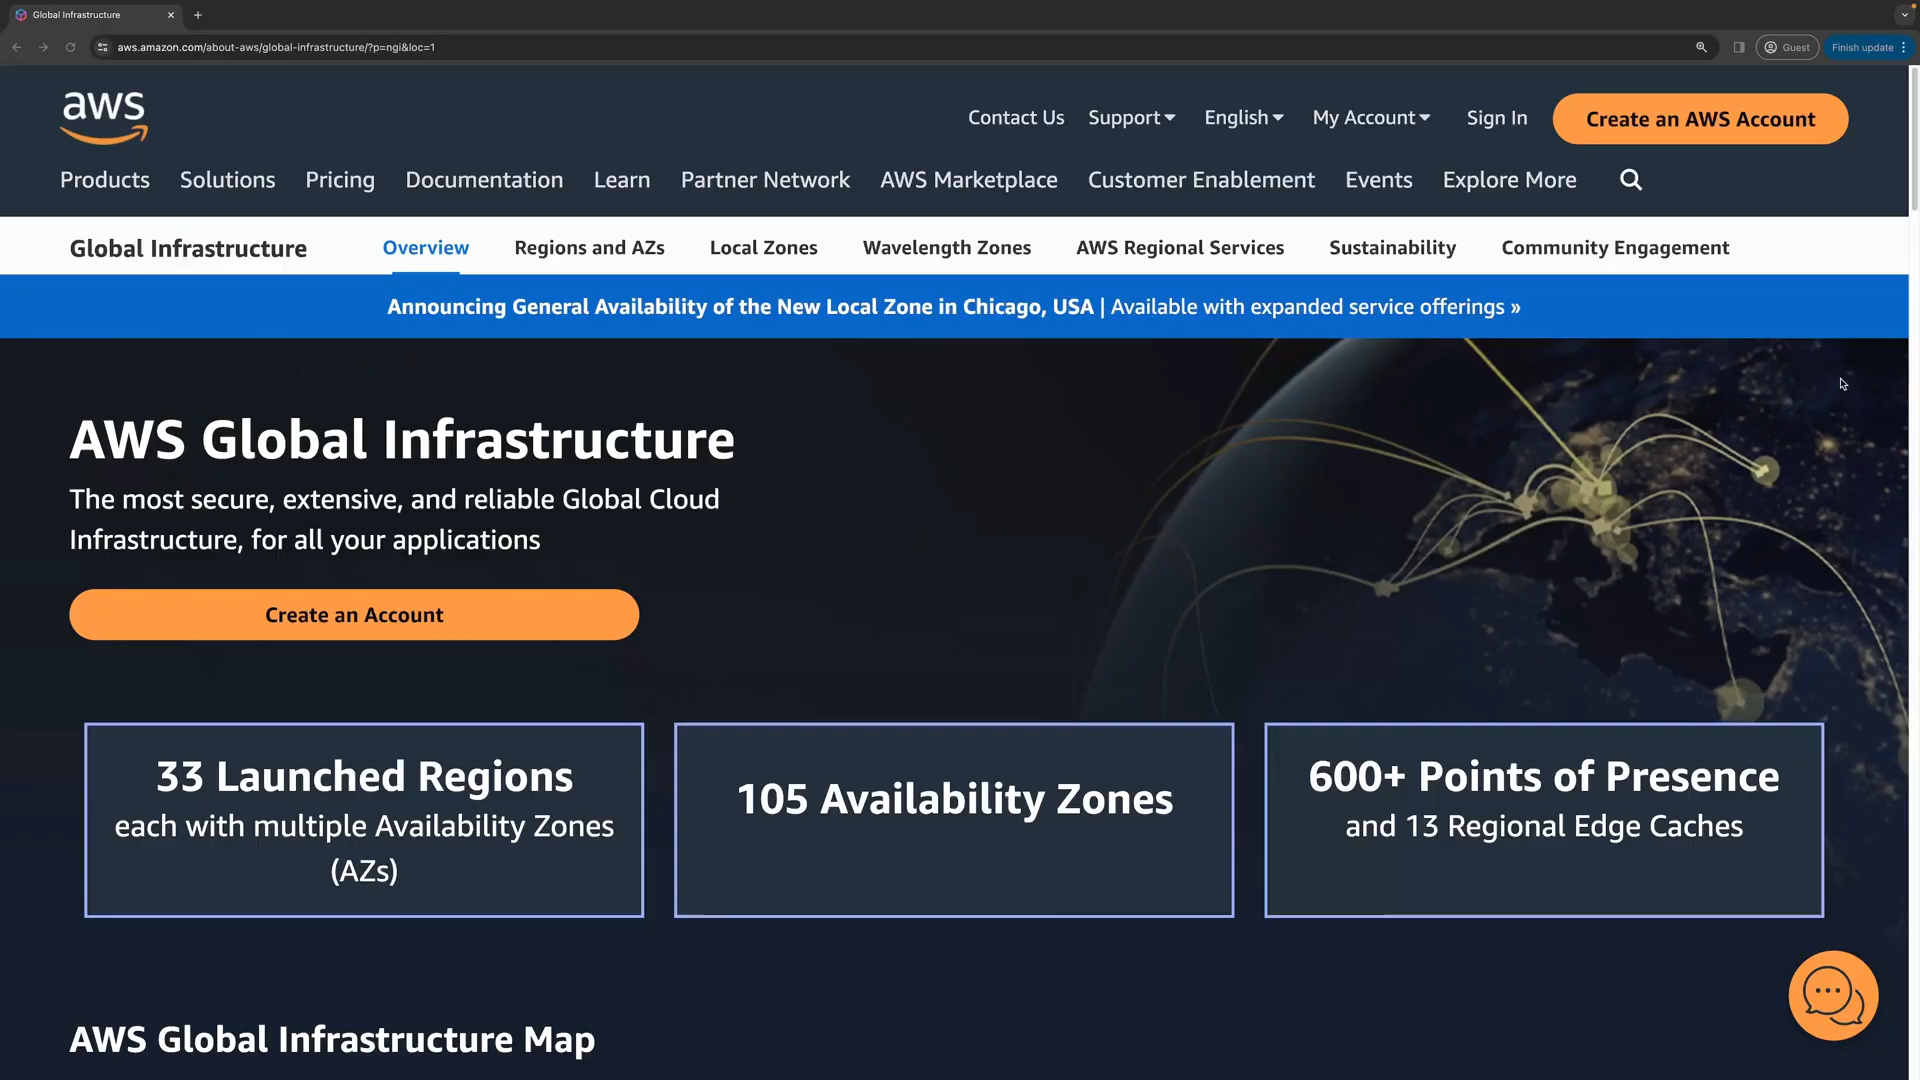 Global Infrastructure
aws.amazon.com/about-aws/global-infrastructure/?p=ngi&loc=1
Guest
Finish update
aws
Contact Us Support English My Account Sign In Create an AWS Account
Products Solutions Pricing Documentation Learn Partner Network AWS Marketplace Customer Enablement Events Explore More
Global Infrastructure Overview Regions and AZs Local Zones Wavelength Zones AWS Regional Services Sustainability Community Engagement
Announcing General Availability of the New Local Zone in Chicago, USA | Available with expanded service offerings »
AWS Global Infrastructure
The most secure, extensive, and reliable Global Cloud
Infrastructure, for all your applications
Create an Account
33 Launched Regions
each with multiple Availability Zones
(AZs)
105 Availability Zones
600+ Points of Presence
and 13 Regional Edge Caches
AWS Global Infrastructure Map